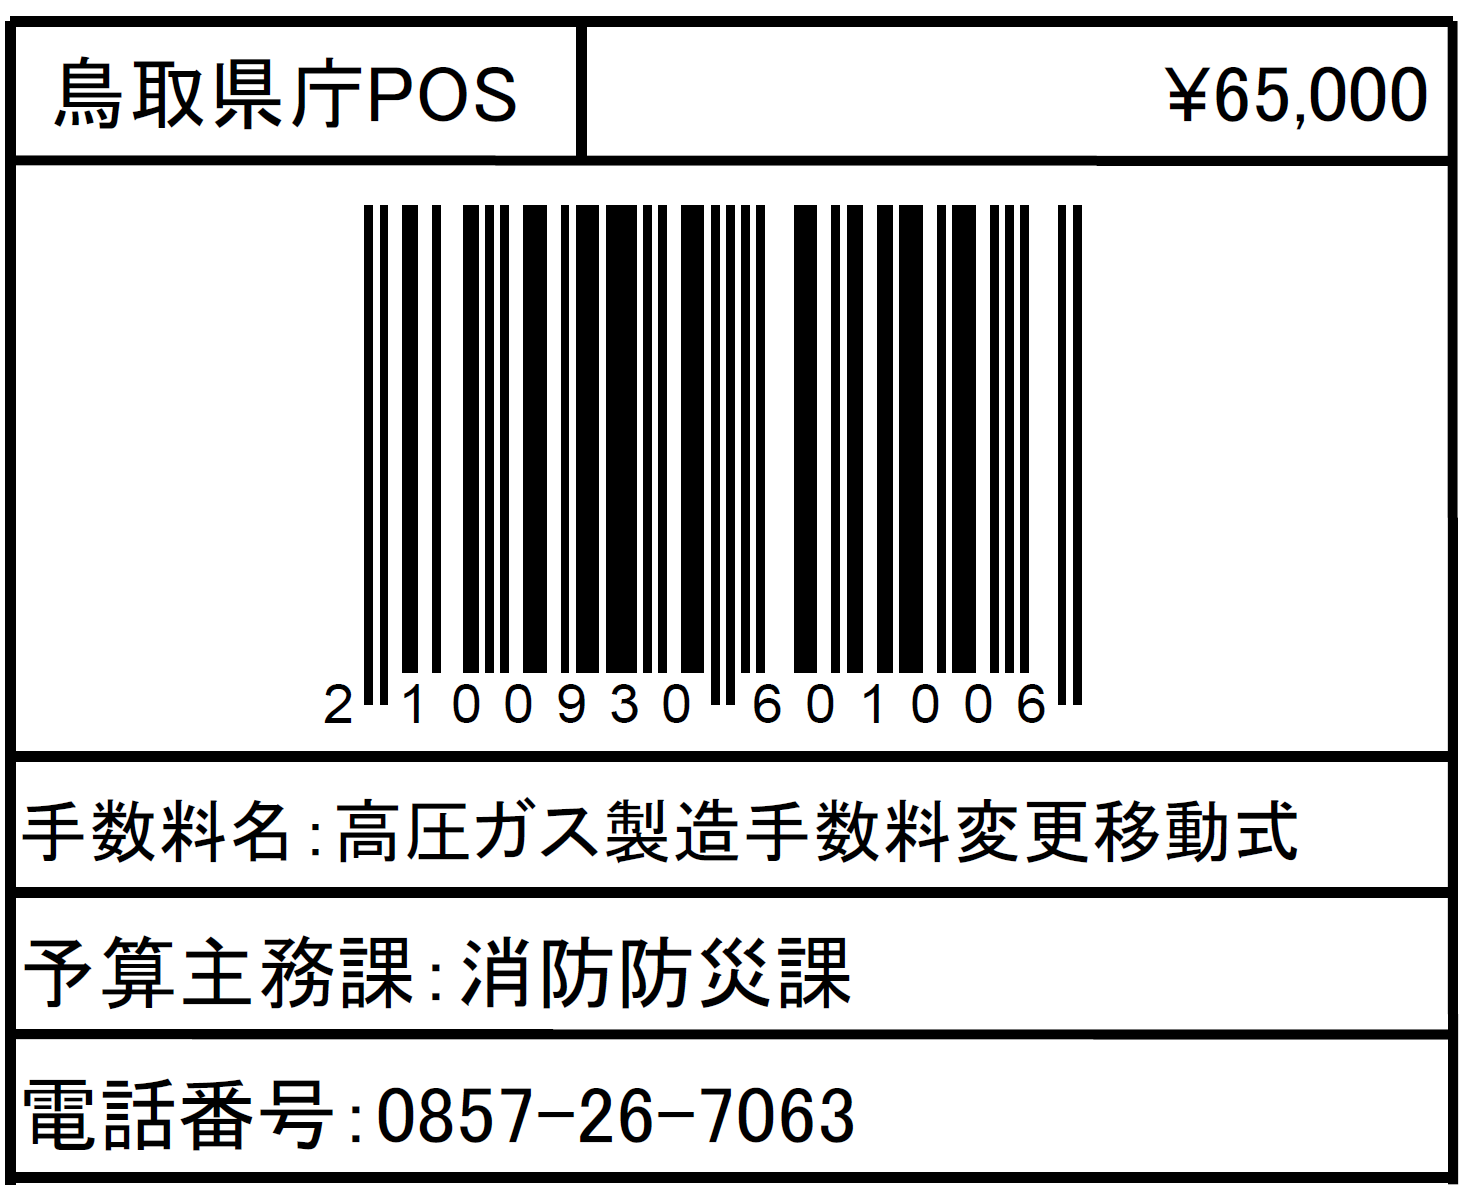 鳥取県庁POS ¥65,000
2 100930 601006
手数料名:高圧ガス製造手数料変更移動式
予算主務課:消防防災課
電話番号:0857-26-7063